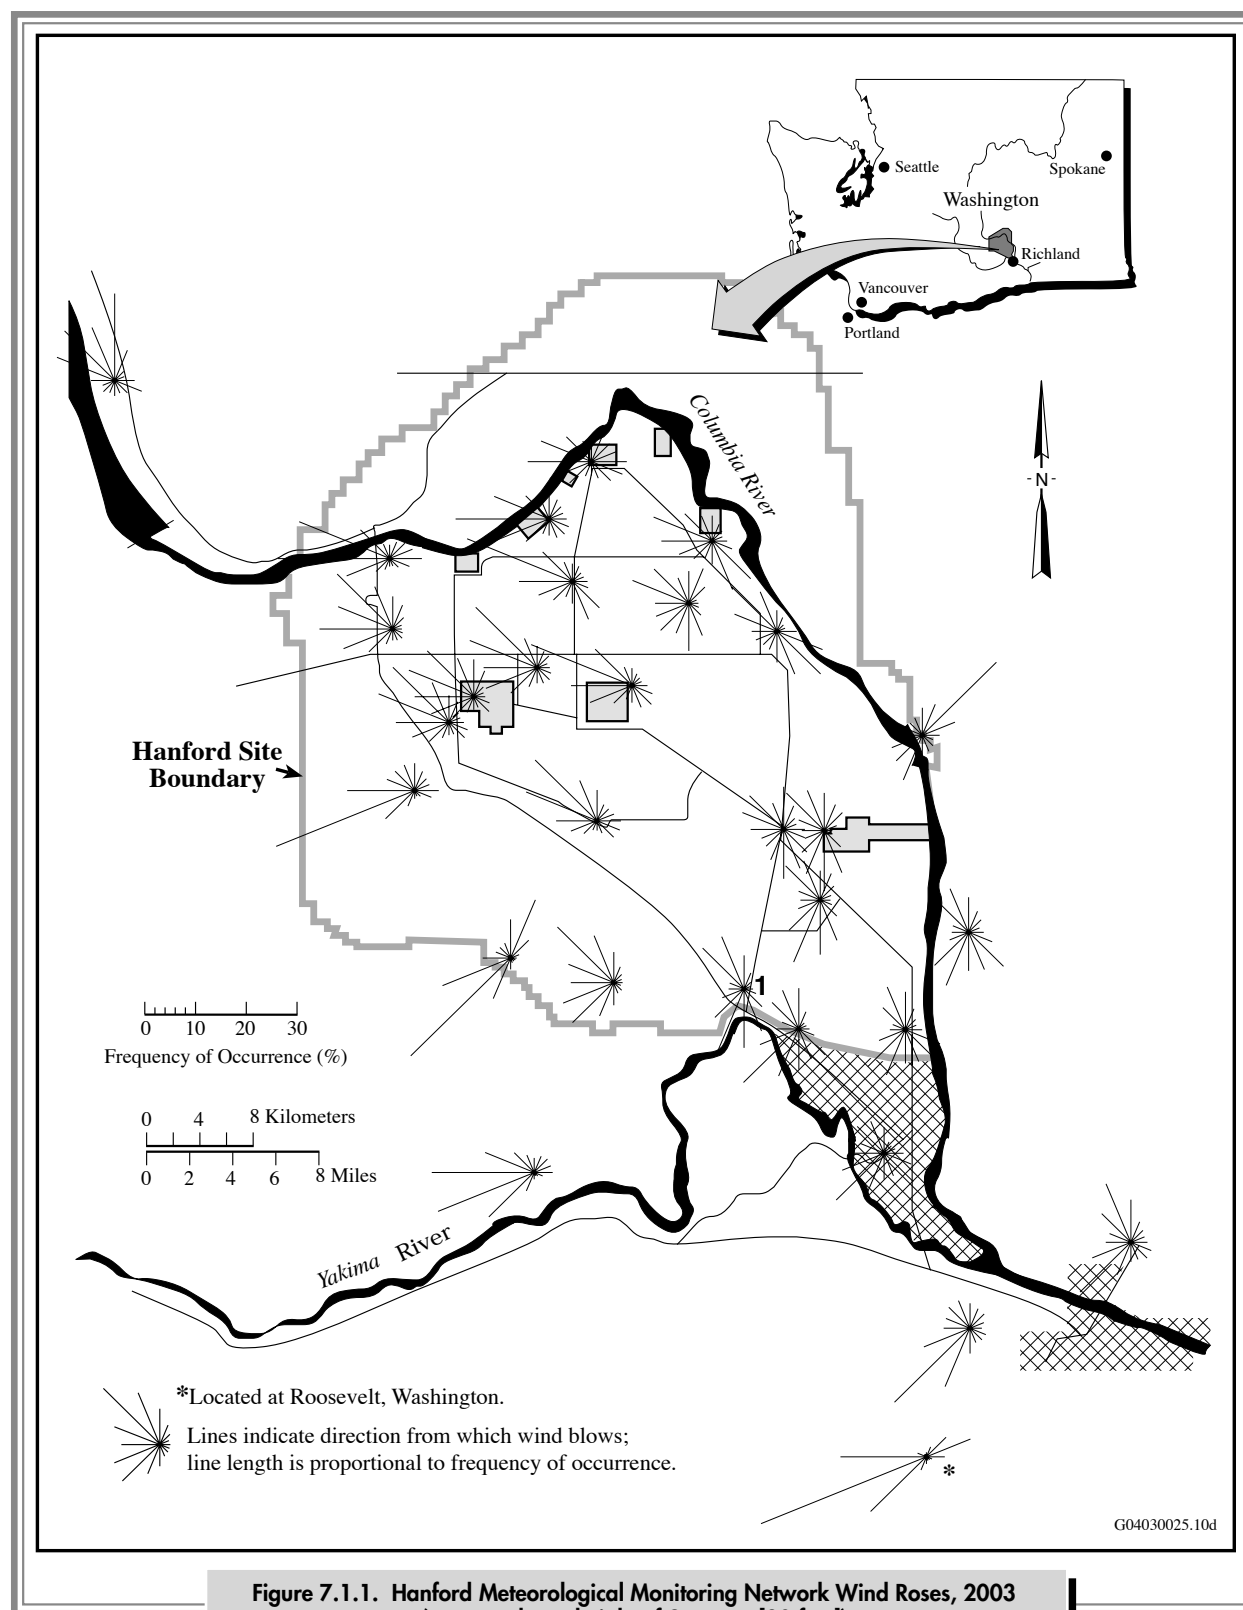 Seattle
Spokane
Washington
Richland
Vancouver
Portland
Columbia River
- N -
Hanford Site
Boundary
1
0 10 20 30
Frequency of Occurrence (%)
0 4 8 Kilometers
0 2 4 6 8 Miles
Yakima River
*Located at Roosevelt, Washington.
Lines indicate direction from which wind blows;
line length is proportional to frequency of occurrence.
*
G04030025.10d
Figure 7.1.1. Hanford Meteorological Monitoring Network Wind Roses, 2003